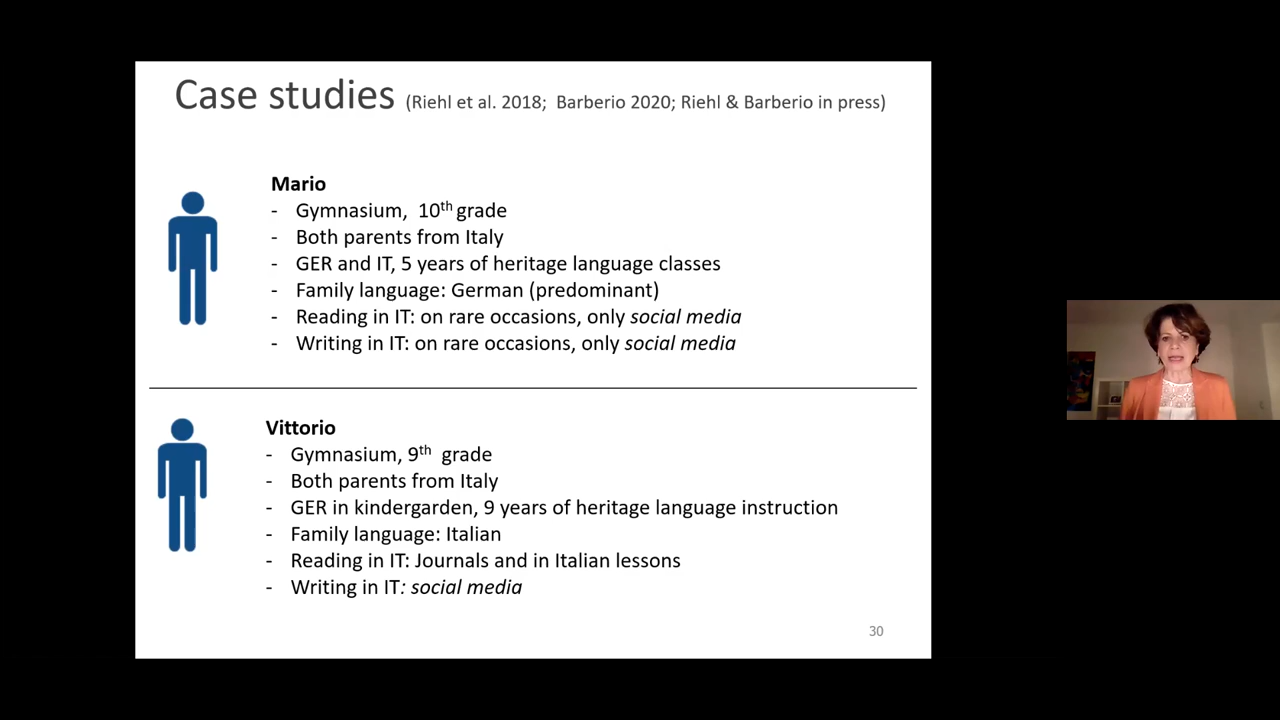 Case studies (Riehl et al. 2018; Barberio 2020; Riehl & Barberio in press)
Mario
- Gymnasium, 10th grade
- Both parents from Italy
- GER and IT, 5 years of heritage language classes
- Family language: German (predominant)
- Reading in IT: on rare occasions, only social media
- Writing in IT: on rare occasions, only social media
Vittorio
- Gymnasium, 9th grade
- Both parents from Italy
- GER in kindergarden, 9 years of heritage language instruction
- Family language: Italian
- Reading in IT: Journals and in Italian lessons
- Writing in IT: social media
30